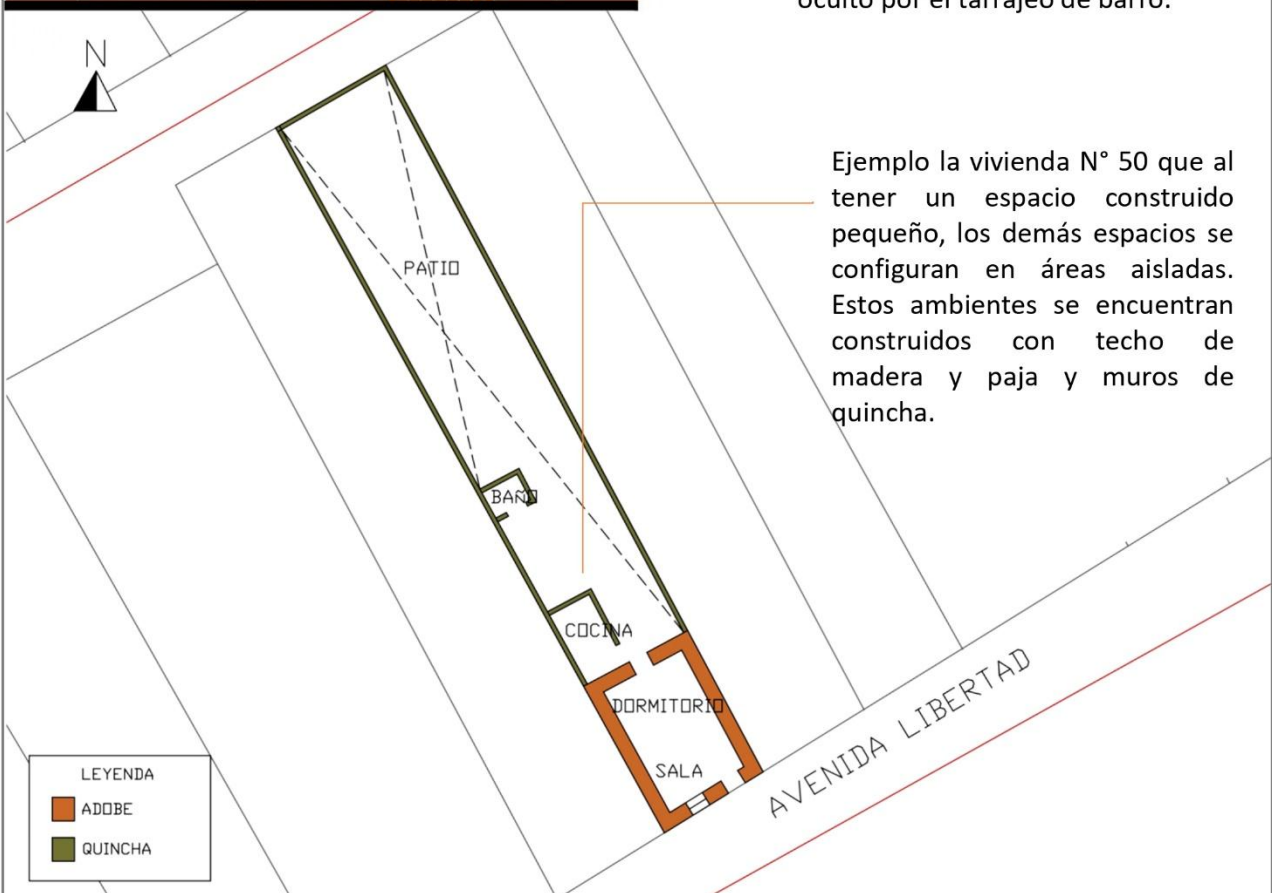 oculto por el tarrajeo de barro.
N
Ejemplo la vivienda N° 50 que al
tener un espacio construido
pequeño, los demás espacios se
configuran en áreas aisladas.
Estos ambientes se encuentran
construidos con techo de
madera y paja y muros de
quincha.
PATIO
BAÑO
COCINA
DORMITORIO
SALA
AVENIDA LIBERTAD
LEYENDA
ADOBE
QUINCHA